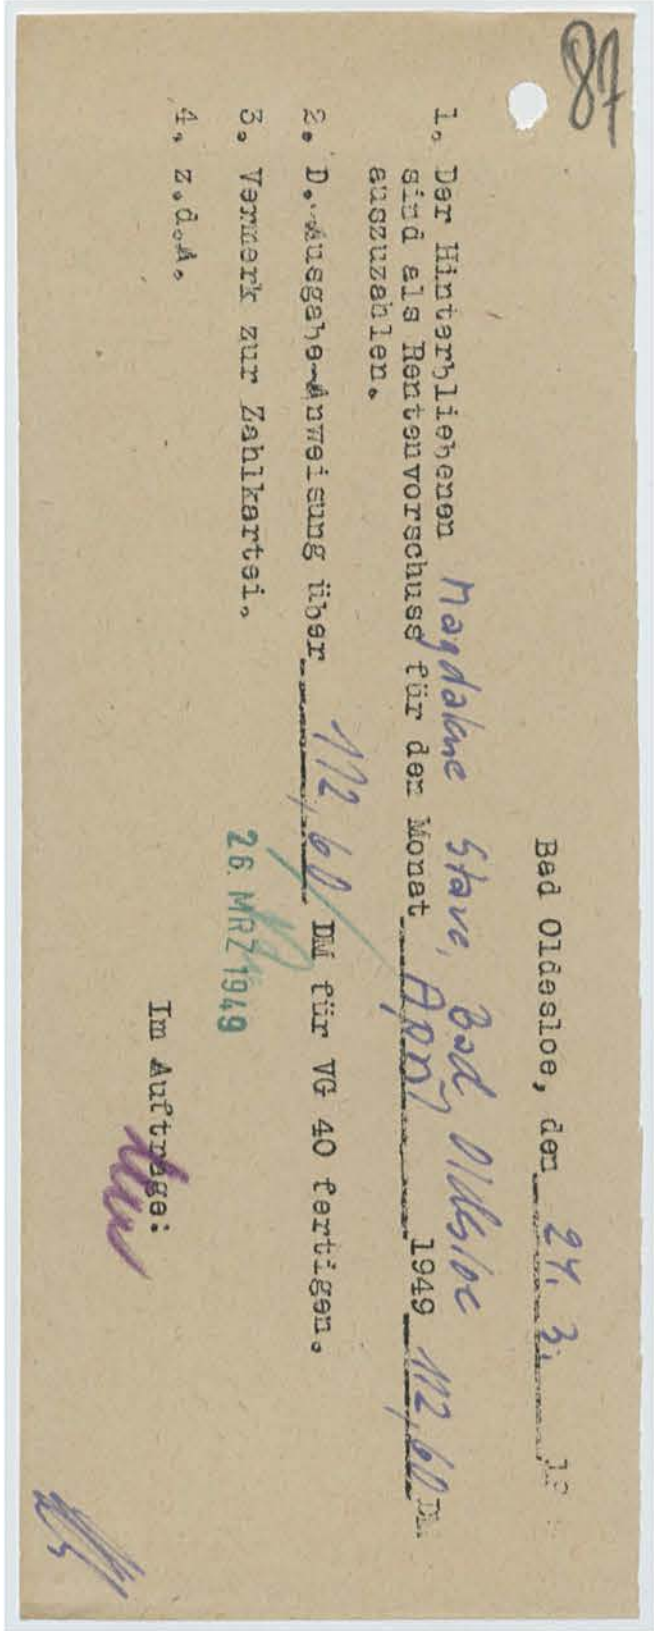 87
Bad Oldesloe, den 24. 3. 19
1. Der Hinterbliebenen Magdalene Stave, Bad Oldesloe
sind als Rentenvorschuss für den Monat April 1949 112,60 DM
auszuzahlen.
2. D.-Ausgabe-Anweisung über 112,60 DM für VG 40 fertigen.
3. Vermerk zur Zahlkartei.
26. MRZ 1949
4. z.d.A.
Im Auftrage: